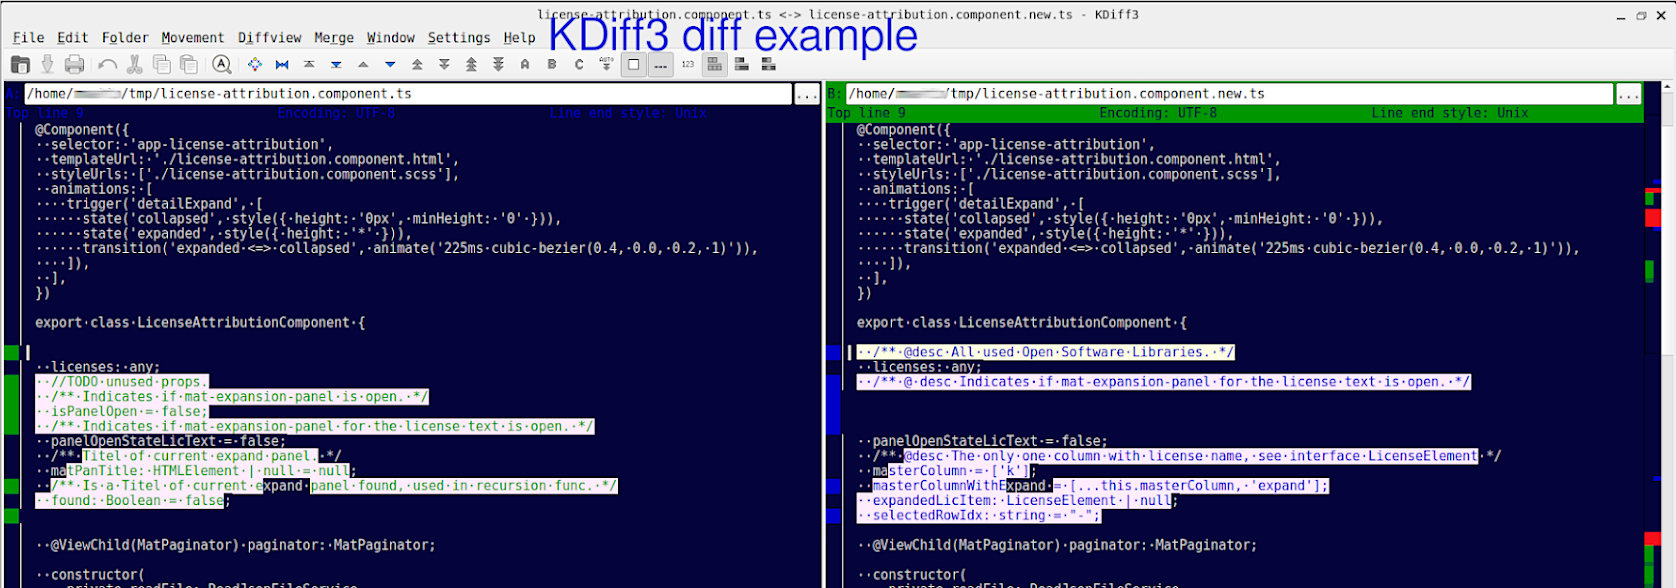 license-attribution.component.ts <-> license-attribution.component.new.ts - KDiff3
KDiff3 diff example
File Edit Folder Movement Diffview Merge Window Settings Help
A B C AUTO 123
A: /home/ /tmp/license-attribution.component.ts ...
Top line 9 Encoding: UTF-8 Line end style: Unix
@Component({
··selector:·'app-license-attribution',
··templateUrl:·'./license-attribution.component.html',
··styleUrls:·['./license-attribution.component.scss'],
··animations:·[
····trigger('detailExpand',·[
······state('collapsed',·style({·height:·'0px',·minHeight:·'0'·})),
······state('expanded',·style({·height:·'*'·})),
······transition('expanded·<=>·collapsed',·animate('225ms·cubic-bezier(0.4,·0.0,·0.2,·1)')),
····]),
··],
})
export·class·LicenseAttributionComponent·{
··licenses:·any;
··//TODO·unused·props.
··/**·Indicates·if·mat-expansion-panel·is·open.·*/
··isPanelOpen·=·false;
··/**·Indicates·if·mat-expansion-panel·for·the·license·text·is·open.·*/
··panelOpenStateLicText·=·false;
··/**·Titel·of·current·expand·panel.·*/
··matPanTitle:·HTMLElement·|·null·=·null;
··/**·Is·a·Titel·of·current·expand·panel·found,·used·in·recursion·func.·*/
··found:·Boolean·=·false;
··@ViewChild(MatPaginator)·paginator:·MatPaginator;
··constructor(
····private·readFile:·ReadJsonFileService
B: /home/ /tmp/license-attribution.component.new.ts ...
Top line 9 Encoding: UTF-8 Line end style: Unix
@Component({
··selector:·'app-license-attribution',
··templateUrl:·'./license-attribution.component.html',
··styleUrls:·['./license-attribution.component.scss'],
··animations:·[
····trigger('detailExpand',·[
······state('collapsed',·style({·height:·'0px',·minHeight:·'0'·})),
······state('expanded',·style({·height:·'*'·})),
······transition('expanded·<=>·collapsed',·animate('225ms·cubic-bezier(0.4,·0.0,·0.2,·1)')),
····]),
··],
})
export·class·LicenseAttributionComponent·{
··/**·@desc·All·used·Open·Software·Libraries.·*/
··licenses:·any;
··/**·@·desc·Indicates·if·mat-expansion-panel·for·the·license·text·is·open.·*/
··panelOpenStateLicText·=·false;
··/**·@desc·The·only·one·column·with·license·name,·see·interface·LicenseElement·*/
··masterColumn·=·['k'];
··masterColumnWithExpand·=·[...this.masterColumn,·'expand'];
··expandedLicItem:·LicenseElement·|·null;
··selectedRowIdx:·string·=·"-";
··@ViewChild(MatPaginator)·paginator:·MatPaginator;
··constructor(
····private·readFile:·ReadJsonFileService